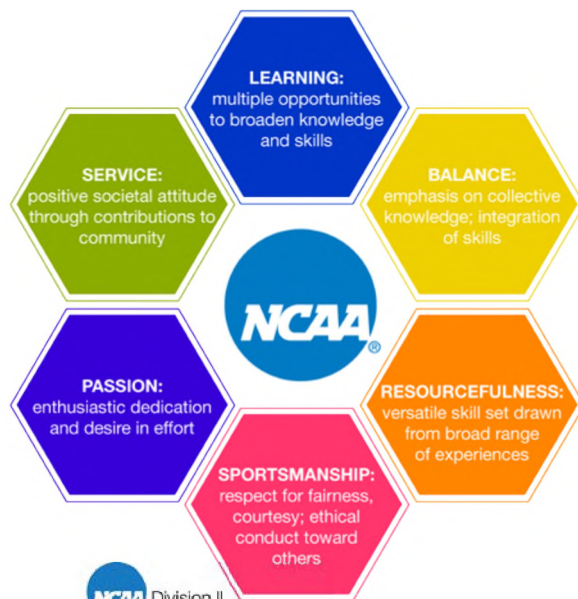 LEARNING:
multiple opportunities
to broaden knowledge
and skills
SERVICE:
positive societal attitude
through contributions to
community
BALANCE:
emphasis on collective
knowledge; integration
of skills
NCAA®
PASSION:
enthusiastic dedication
and desire in effort
RESOURCEFULNESS:
versatile skill set drawn
from broad range
of experiences
SPORTSMANSHIP:
respect for fairness,
courtesy; ethical
conduct toward
others
NCAA Division II